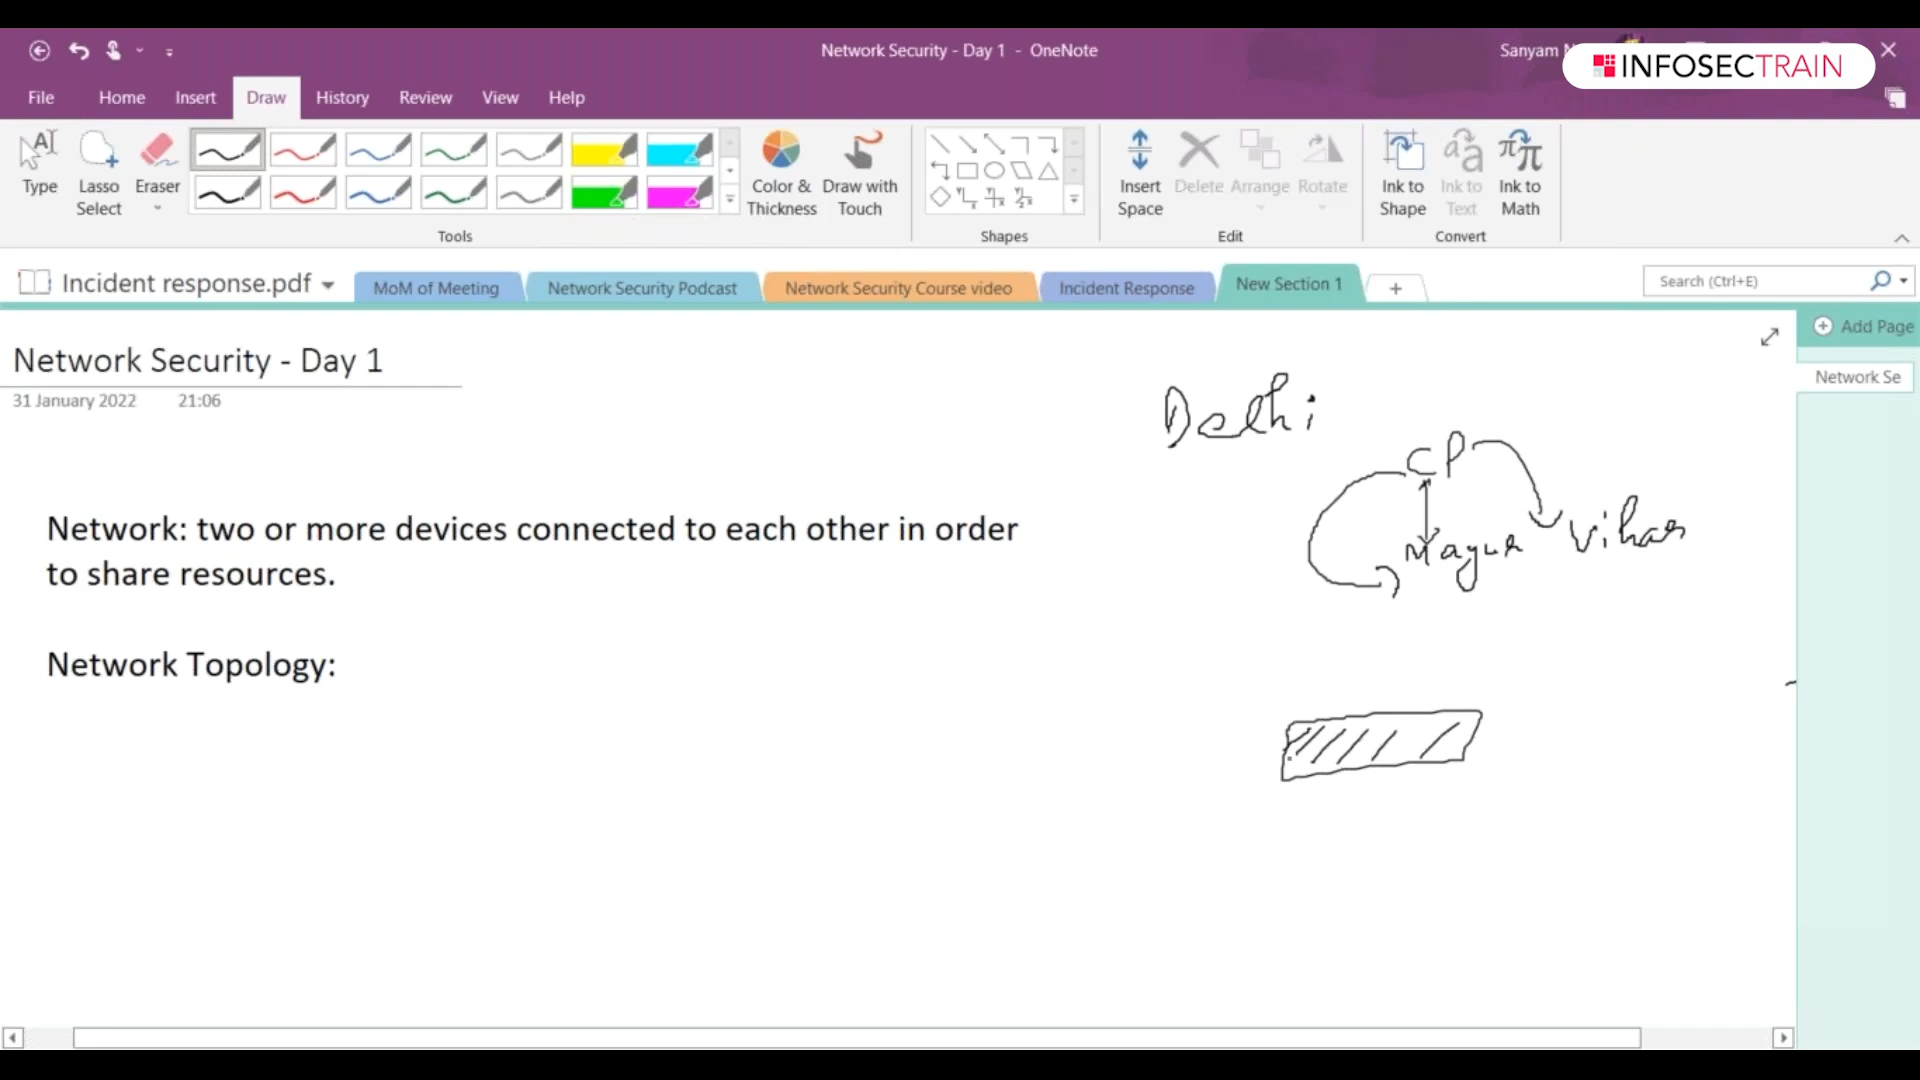 Network Security - Day 1 - OneNote
Sanyam
INFOSECTRAIN
File Home Insert Draw History Review View Help
Type
Lasso Select
Eraser
Color & Thickness
Draw with Touch
Insert Space
Delete
Arrange
Rotate
Ink to Shape
Ink to Text
Ink to Math
Tools Shapes Edit Convert
Incident response.pdf MoM of Meeting Network Security Podcast Network Security Course video Incident Response New Section 1 +
Search (Ctrl+E)
Add Page
Network Se
Network Security - Day 1
31 January 2022 21:06
Delhi
CP
Mayur Vihar
Network: two or more devices connected to each other in order
to share resources.
Network Topology: